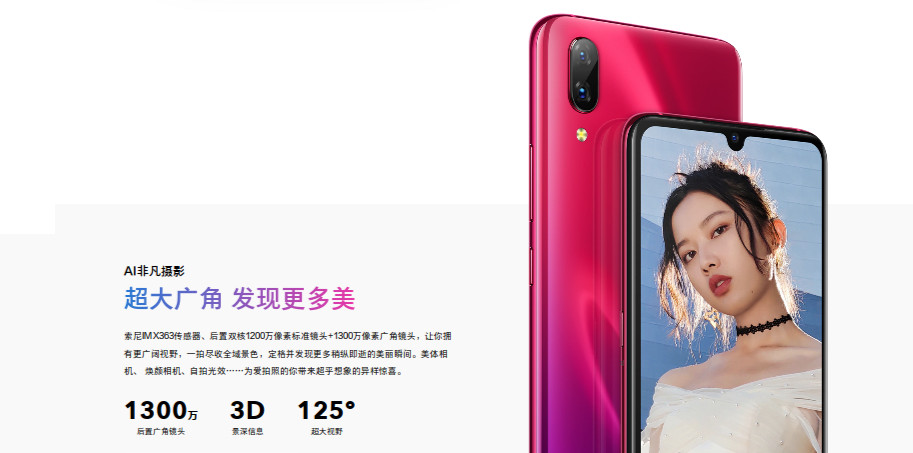 AI非凡摄影
超大广角 发现更多美
索尼IMX363传感器、后置双核1200万像素标准镜头+1300万像素广角镜头，让你拥
有更广阔视野，一拍尽收全域景色，定格并发现更多稍纵即逝的美丽瞬间。美体相
机、 焕颜相机、自拍光效……为爱拍照的你带来超乎想象的异样惊喜。
1300万 3D 125°
后置广角镜头 景深信息 超大视野